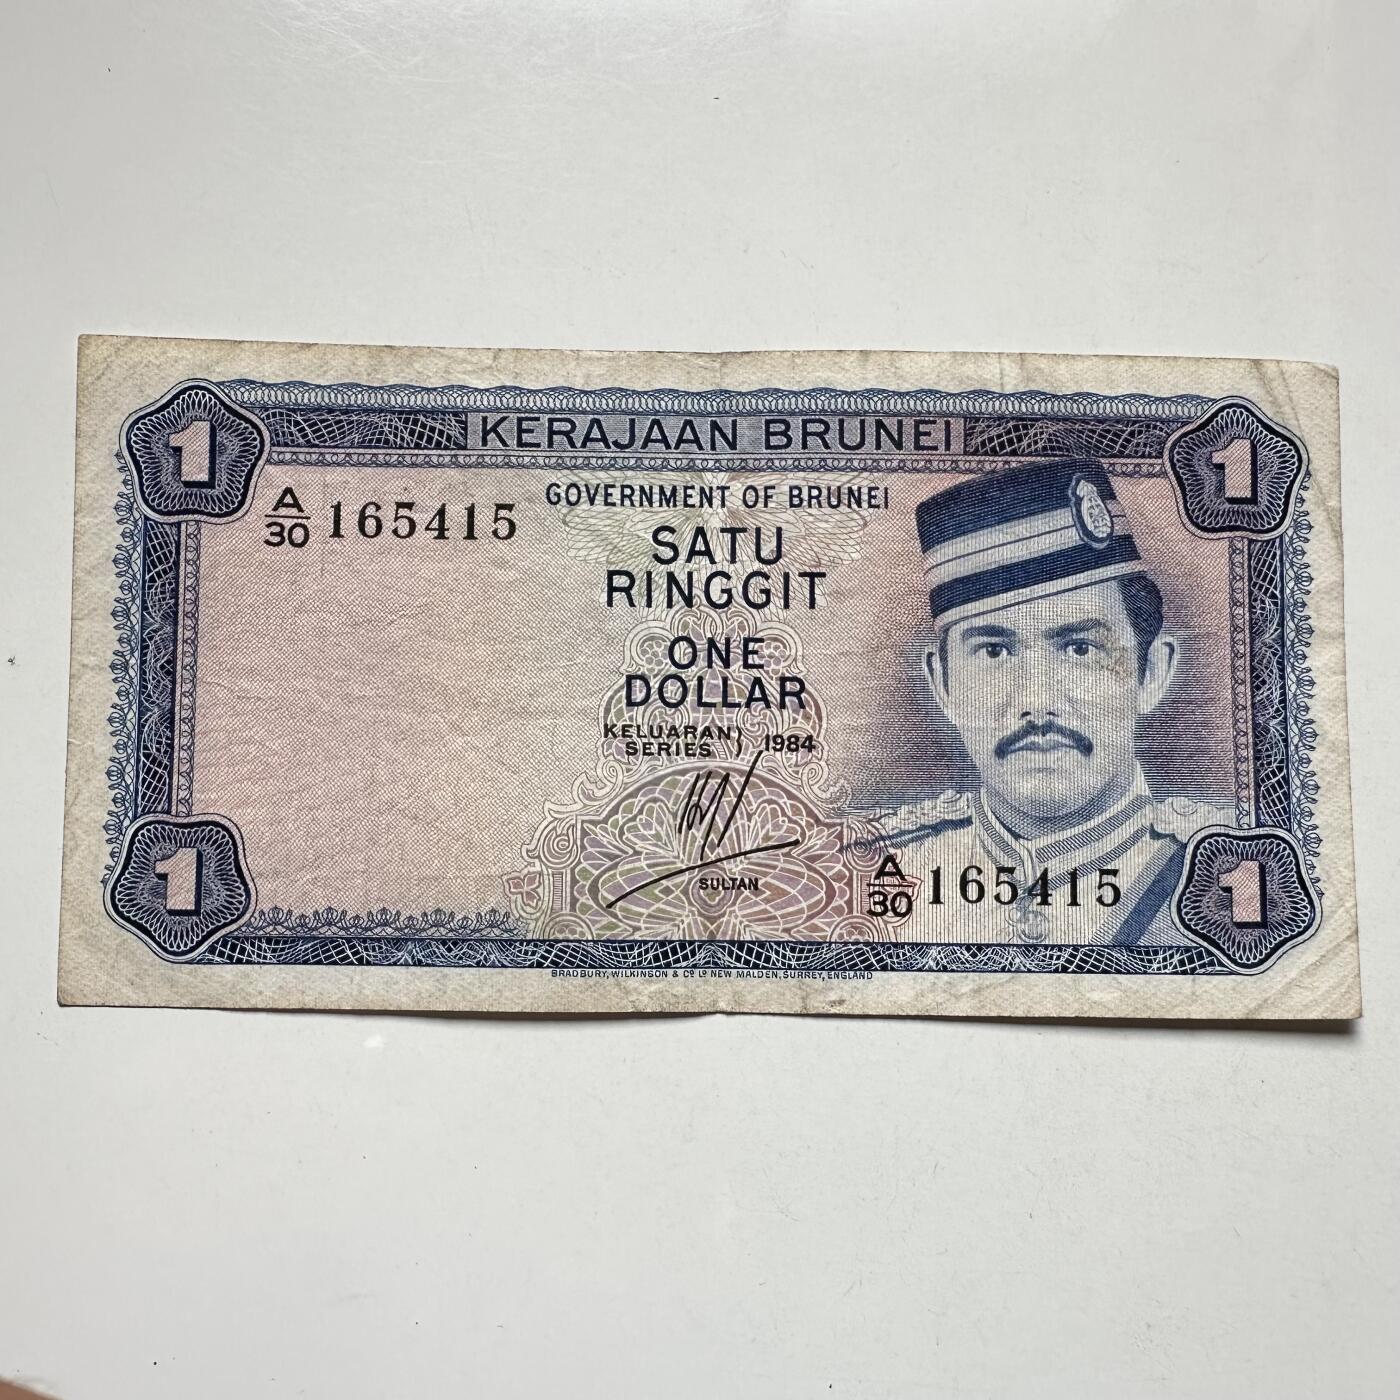 1
KERAJAAN BRUNEI
1
A/30 165415
GOVERNMENT OF BRUNEI
SATU
RINGGIT
ONE
DOLLAR
KELUARAN)
SERIES ) 1984
SULTAN
A/30 165415
1
1
BRADBURY, WILKINSON & Cº Lº NEW MALDEN, SURREY, ENGLAND